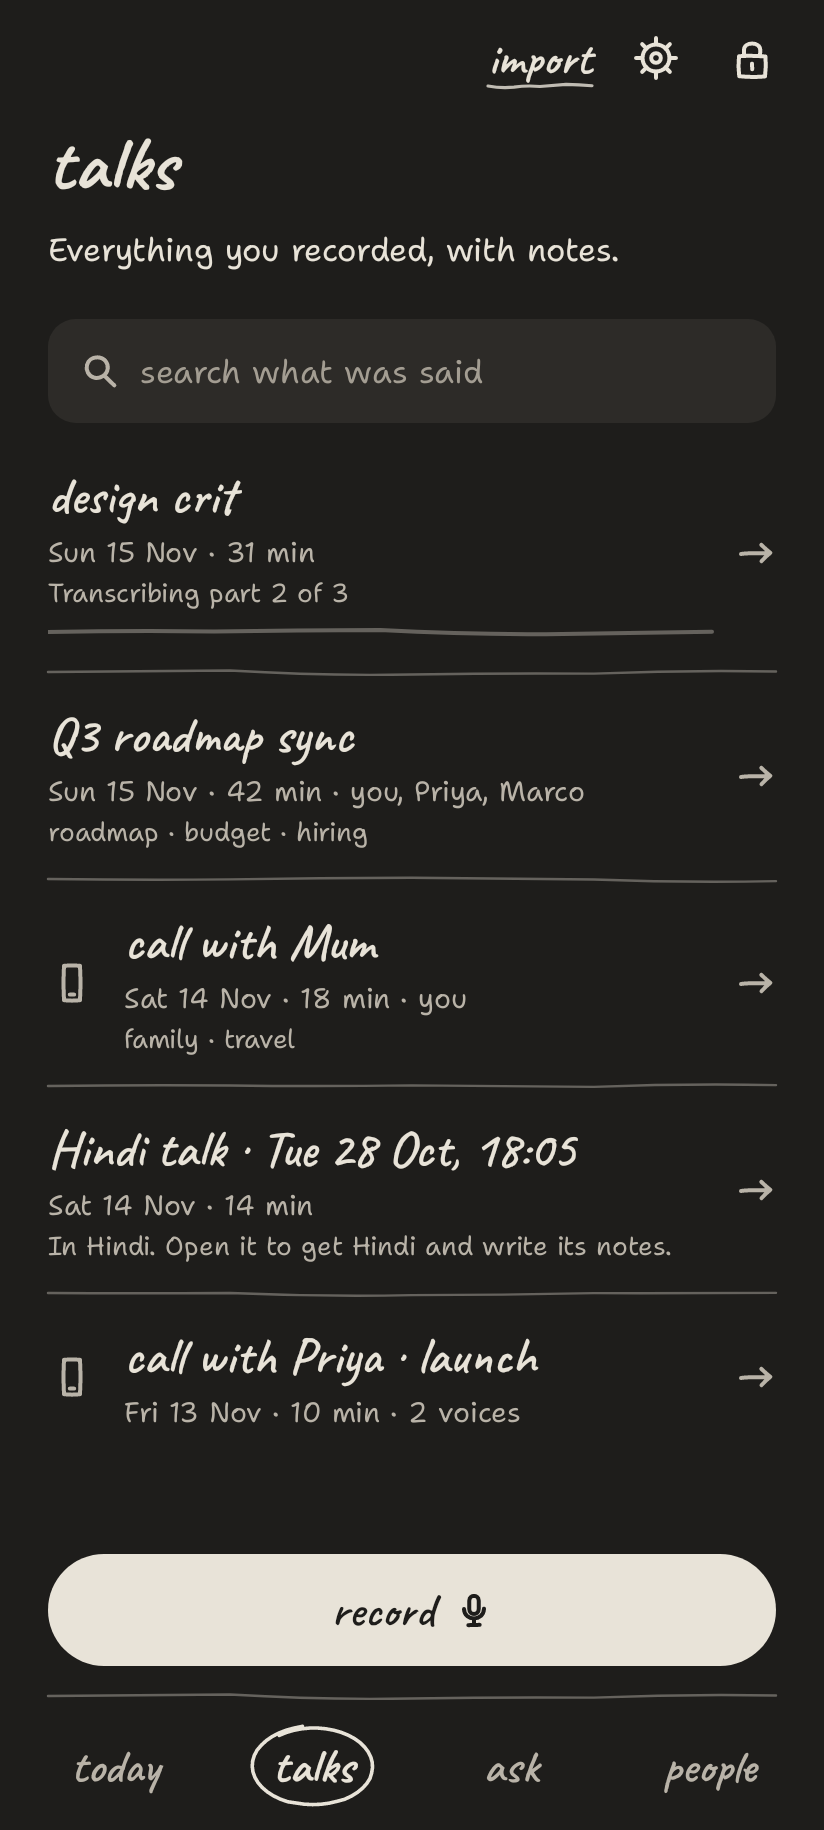 import
talks
Everything you recorded, with notes.
search what was said
design crit
Sun 15 Nov · 31 min
Transcribing part 2 of 3
Q3 roadmap sync
Sun 15 Nov · 42 min · you, Priya, Marco
roadmap · budget · hiring
call with Mum
Sat 14 Nov · 18 min · you
family · travel
Hindi talk · Tue 28 Oct, 18:05
Sat 14 Nov · 14 min
In Hindi. Open it to get Hindi and write its notes.
call with Priya · launch
Fri 13 Nov · 10 min · 2 voices
record
today talks ask people